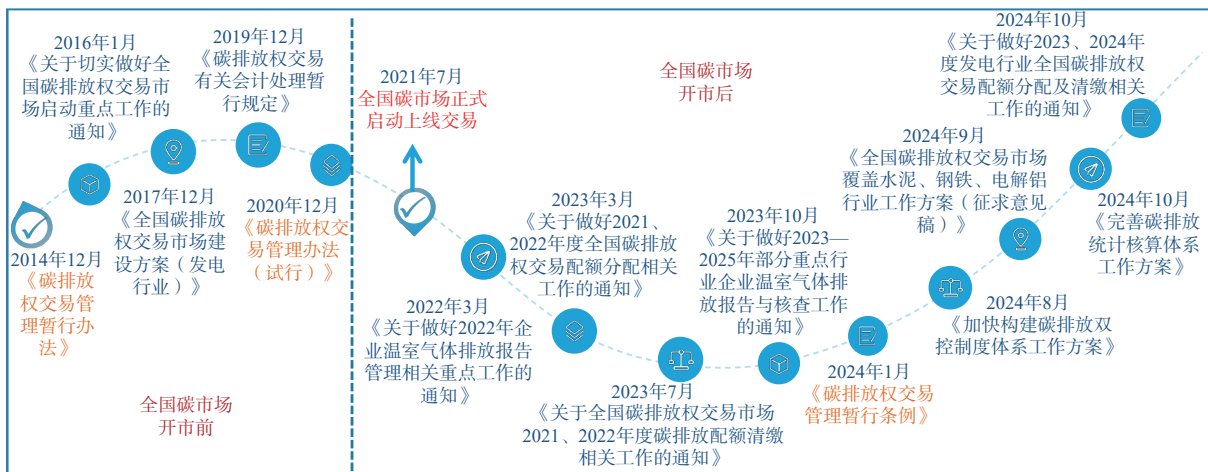 2014年12月
《碳排放
权交易管
理暂行办
法》
2016年1月
《关于切实做好全
国碳排放权交易市
场启动重点工作的
通知》
2017年12月
《全国碳排放
权交易市场建
设方案（发电
行业）》
2019年12月
《碳排放权交易
有关会计处理暂
行规定》
2020年12月
《碳排放权交
易管理办法
（试行）》
全国碳市场
开市前
2021年7月
全国碳市场正式
启动上线交易
全国碳市场
开市后
2022年3月
《关于做好2022年企
业温室气体排放报告
管理相关重点工作的
通知》
2023年3月
《关于做好2021、
2022年度全国碳排放
权交易配额分配相关
工作的通知》
2023年7月
《关于全国碳排放权交易市场
2021、2022年度碳排放配额清缴
相关工作的通知》
2023年10月
《关于做好2023—
2025年部分重点行
业企业温室气体排
放报告与核查工作
的通知》
2024年1月
《碳排放权交易
管理暂行条例》
2024年8月
《加快构建碳排放双
控制度体系工作方案》
2024年9月
《全国碳排放权交易市场
覆盖水泥、钢铁、电解铝
行业工作方案（征求意见
稿）》
2024年10月
《完善碳排放
统计核算体系
工作方案》
2024年10月
《关于做好2023、2024年
度发电行业全国碳排放权
交易配额分配及清缴相关
工作的通知》